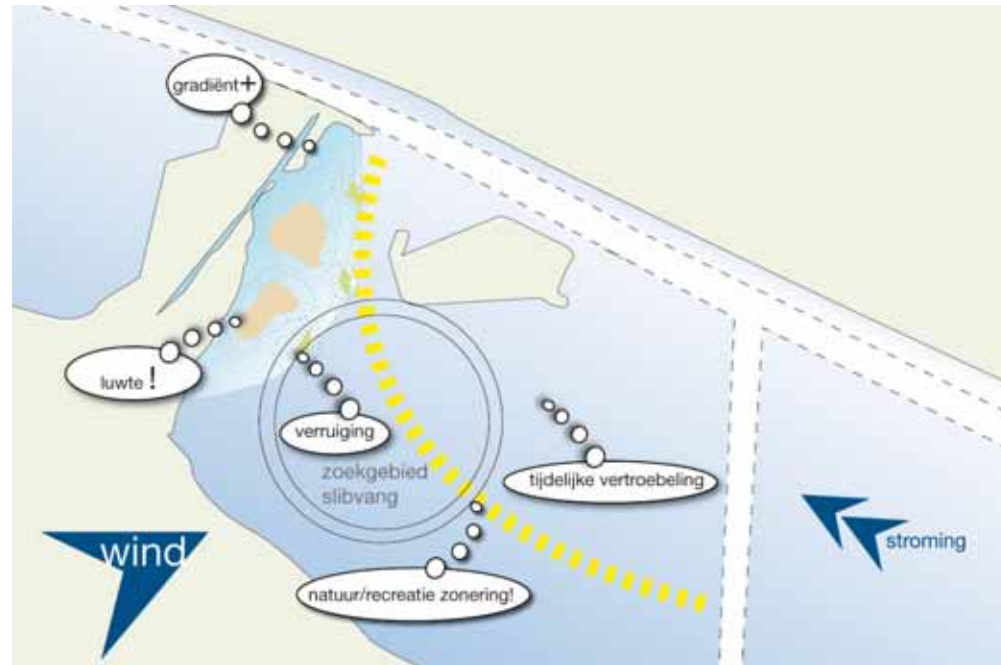 gradiënt+
luwte !
verruiging
zoekgebied
slibvang
tijdelijke vertroebeling
stroming
wind
natuur/recreatie zonering!